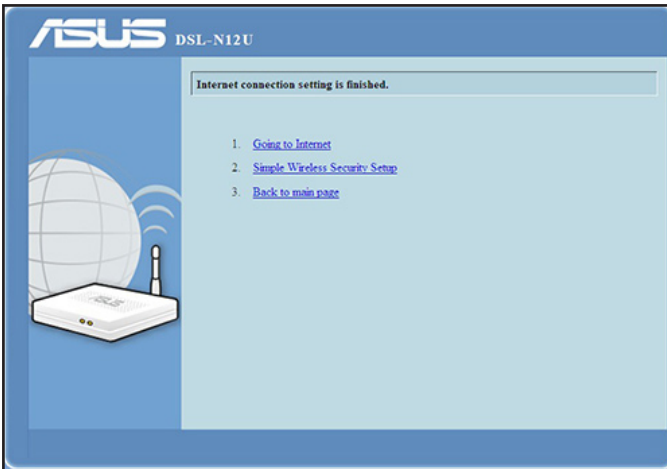 ASUS DSL-N12U
Internet connection setting is finished.
1. Going to Internet
2. Simple Wireless Security Setup
3. Back to main page
ASUS